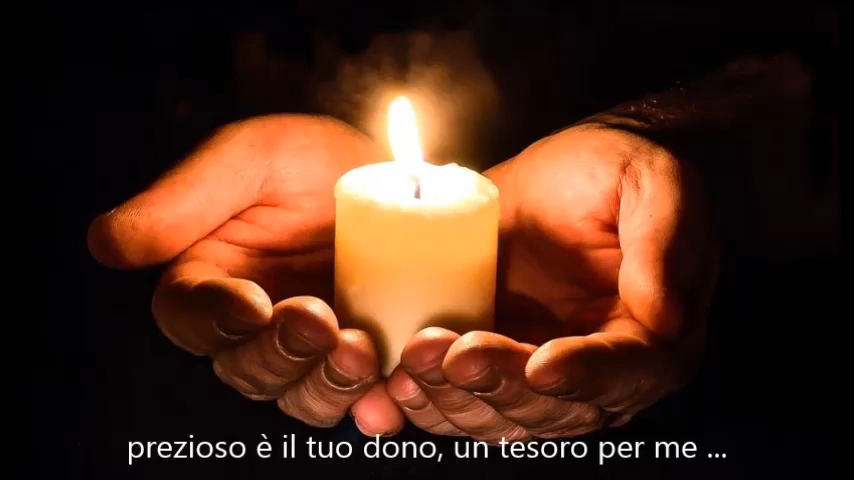 prezioso è il tuo dono, un tesoro per me ...